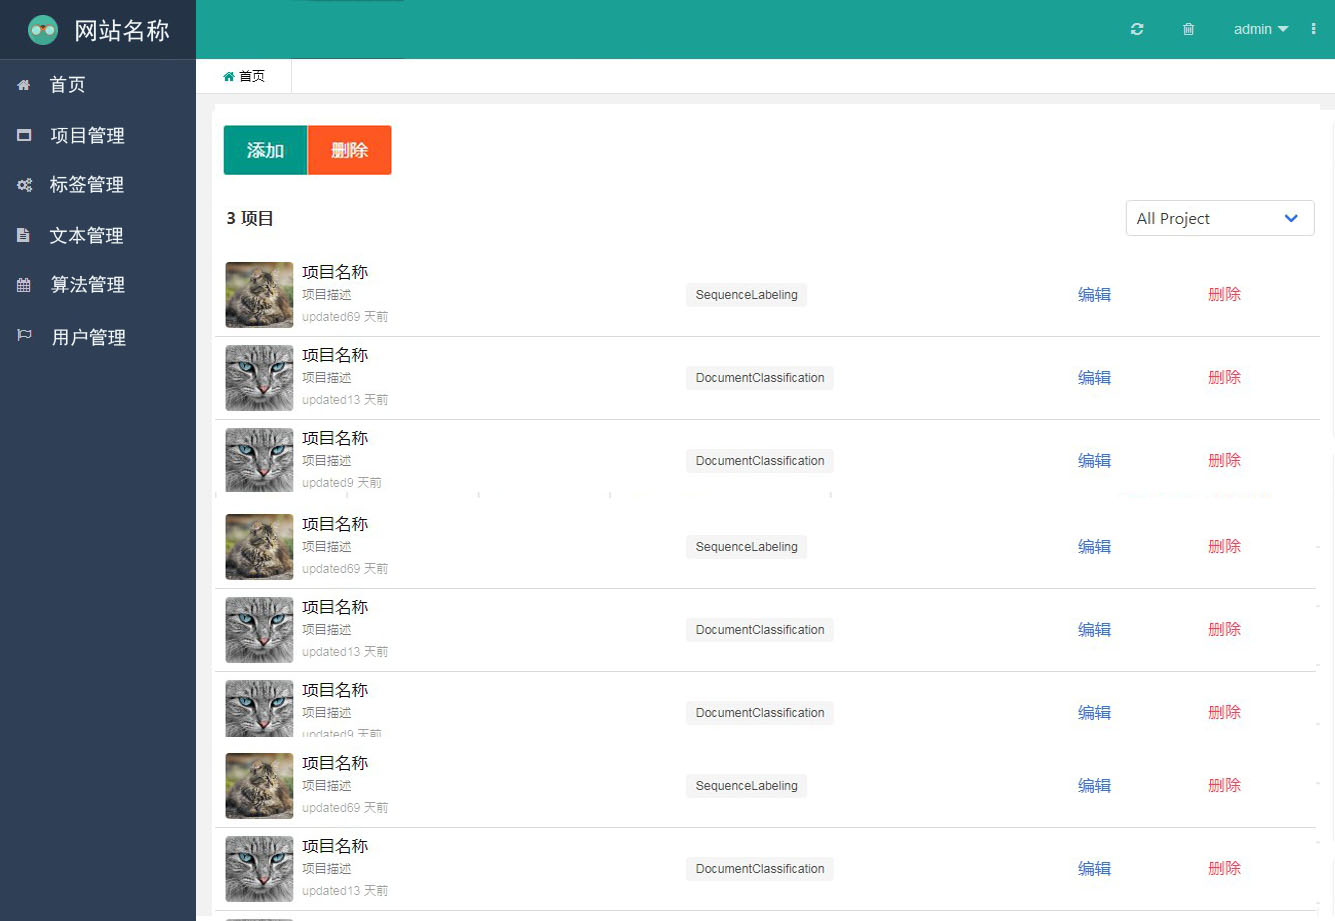 网站名称
admin
首页
项目管理
标签管理
文本管理
算法管理
用户管理
首页
添加 删除
3 项目
All Project
项目名称
项目描述
updated69 天前
SequenceLabeling
编辑 删除
项目名称
项目描述
updated13 天前
DocumentClassification
编辑 删除
项目名称
项目描述
updated9 天前
DocumentClassification
编辑 删除
项目名称
项目描述
updated69 天前
SequenceLabeling
编辑 删除
项目名称
项目描述
updated13 天前
DocumentClassification
编辑 删除
项目名称
项目描述
updated9 天前
DocumentClassification
编辑 删除
项目名称
项目描述
updated69 天前
SequenceLabeling
编辑 删除
项目名称
项目描述
updated13 天前
DocumentClassification
编辑 删除